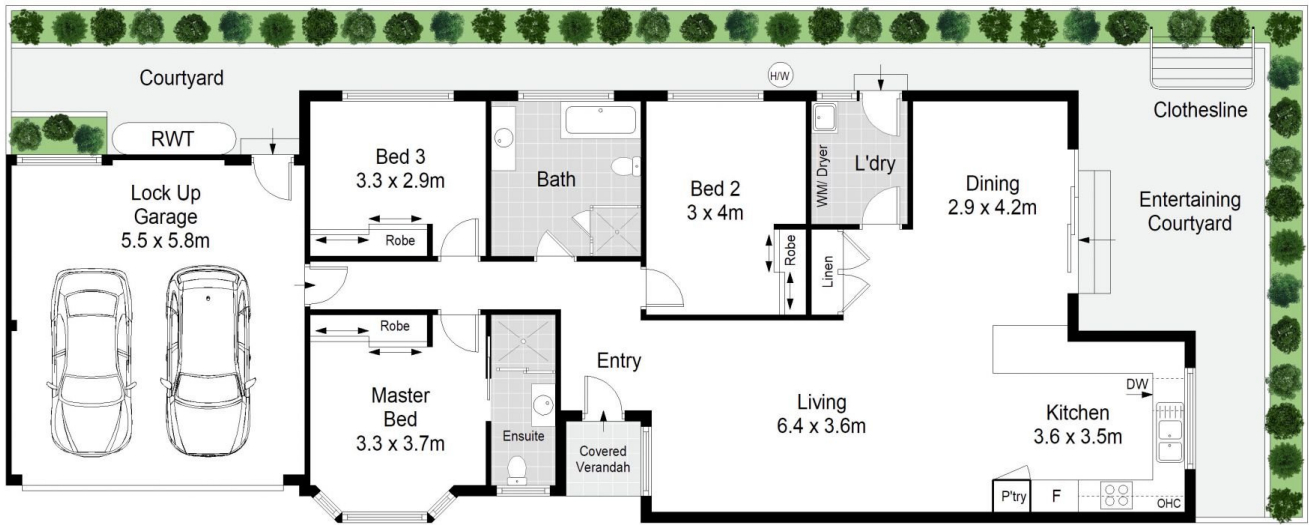 Courtyard
RWT
H/W
Clothesline
Lock Up
Garage
5.5 x 5.8m
Bed 3
3.3 x 2.9m
Robe
Bath
Bed 2
3 x 4m
Robe
WM/ Dryer
L'dry
Linen
Dining
2.9 x 4.2m
Entertaining
Courtyard
Robe
Master
Bed
3.3 x 3.7m
Ensuite
Entry
Covered
Verandah
Living
6.4 x 3.6m
Kitchen
3.6 x 3.5m
DW
P'try
F
OHC